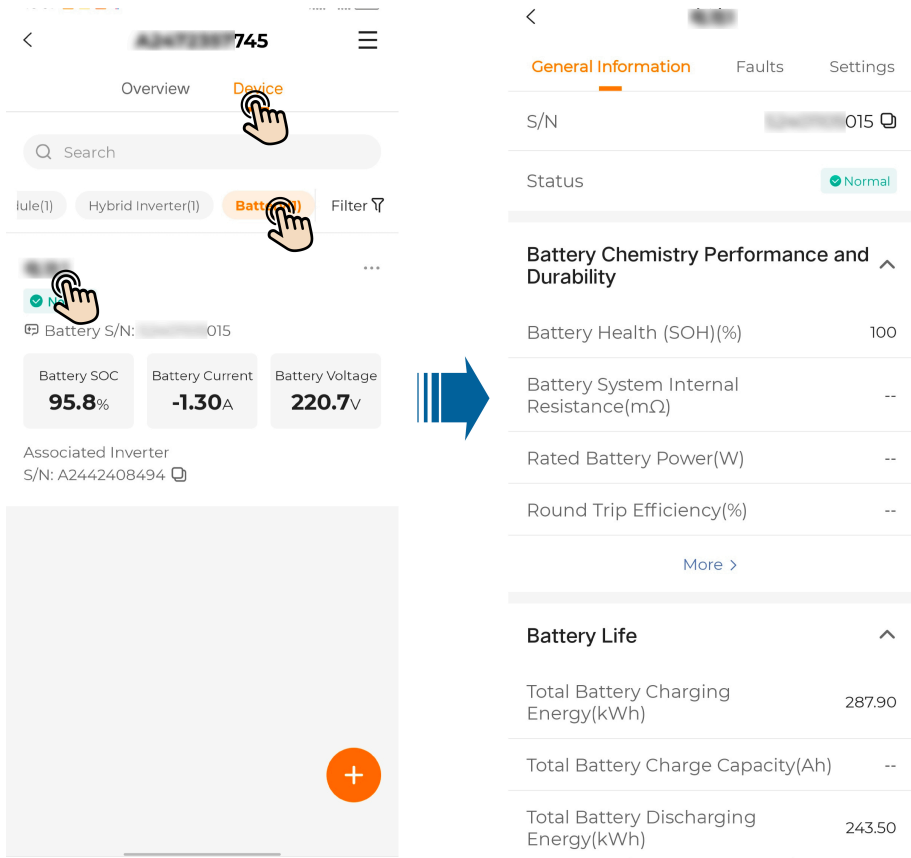 745
Overview
Device
Search
lule(1)
Hybrid Inverter(1)
Filter
Battery S/N:
015
Battery SOC
95.8%
Battery Current
-1.30A
Battery Voltage
220.7V
Associated Inverter
S/N: A2442408494
General Information
Faults
Settings
S/N
015
Status
Normal
Battery Chemistry Performance and
Durability
Battery Health (SOH)(%)
100
Battery System Internal
Resistance(mΩ)
--
Rated Battery Power(W)
--
Round Trip Efficiency(%)
--
More >
Battery Life
Total Battery Charging
Energy(kWh)
287.90
Total Battery Charge Capacity(Ah)
--
Total Battery Discharging
Energy(kWh)
243.50